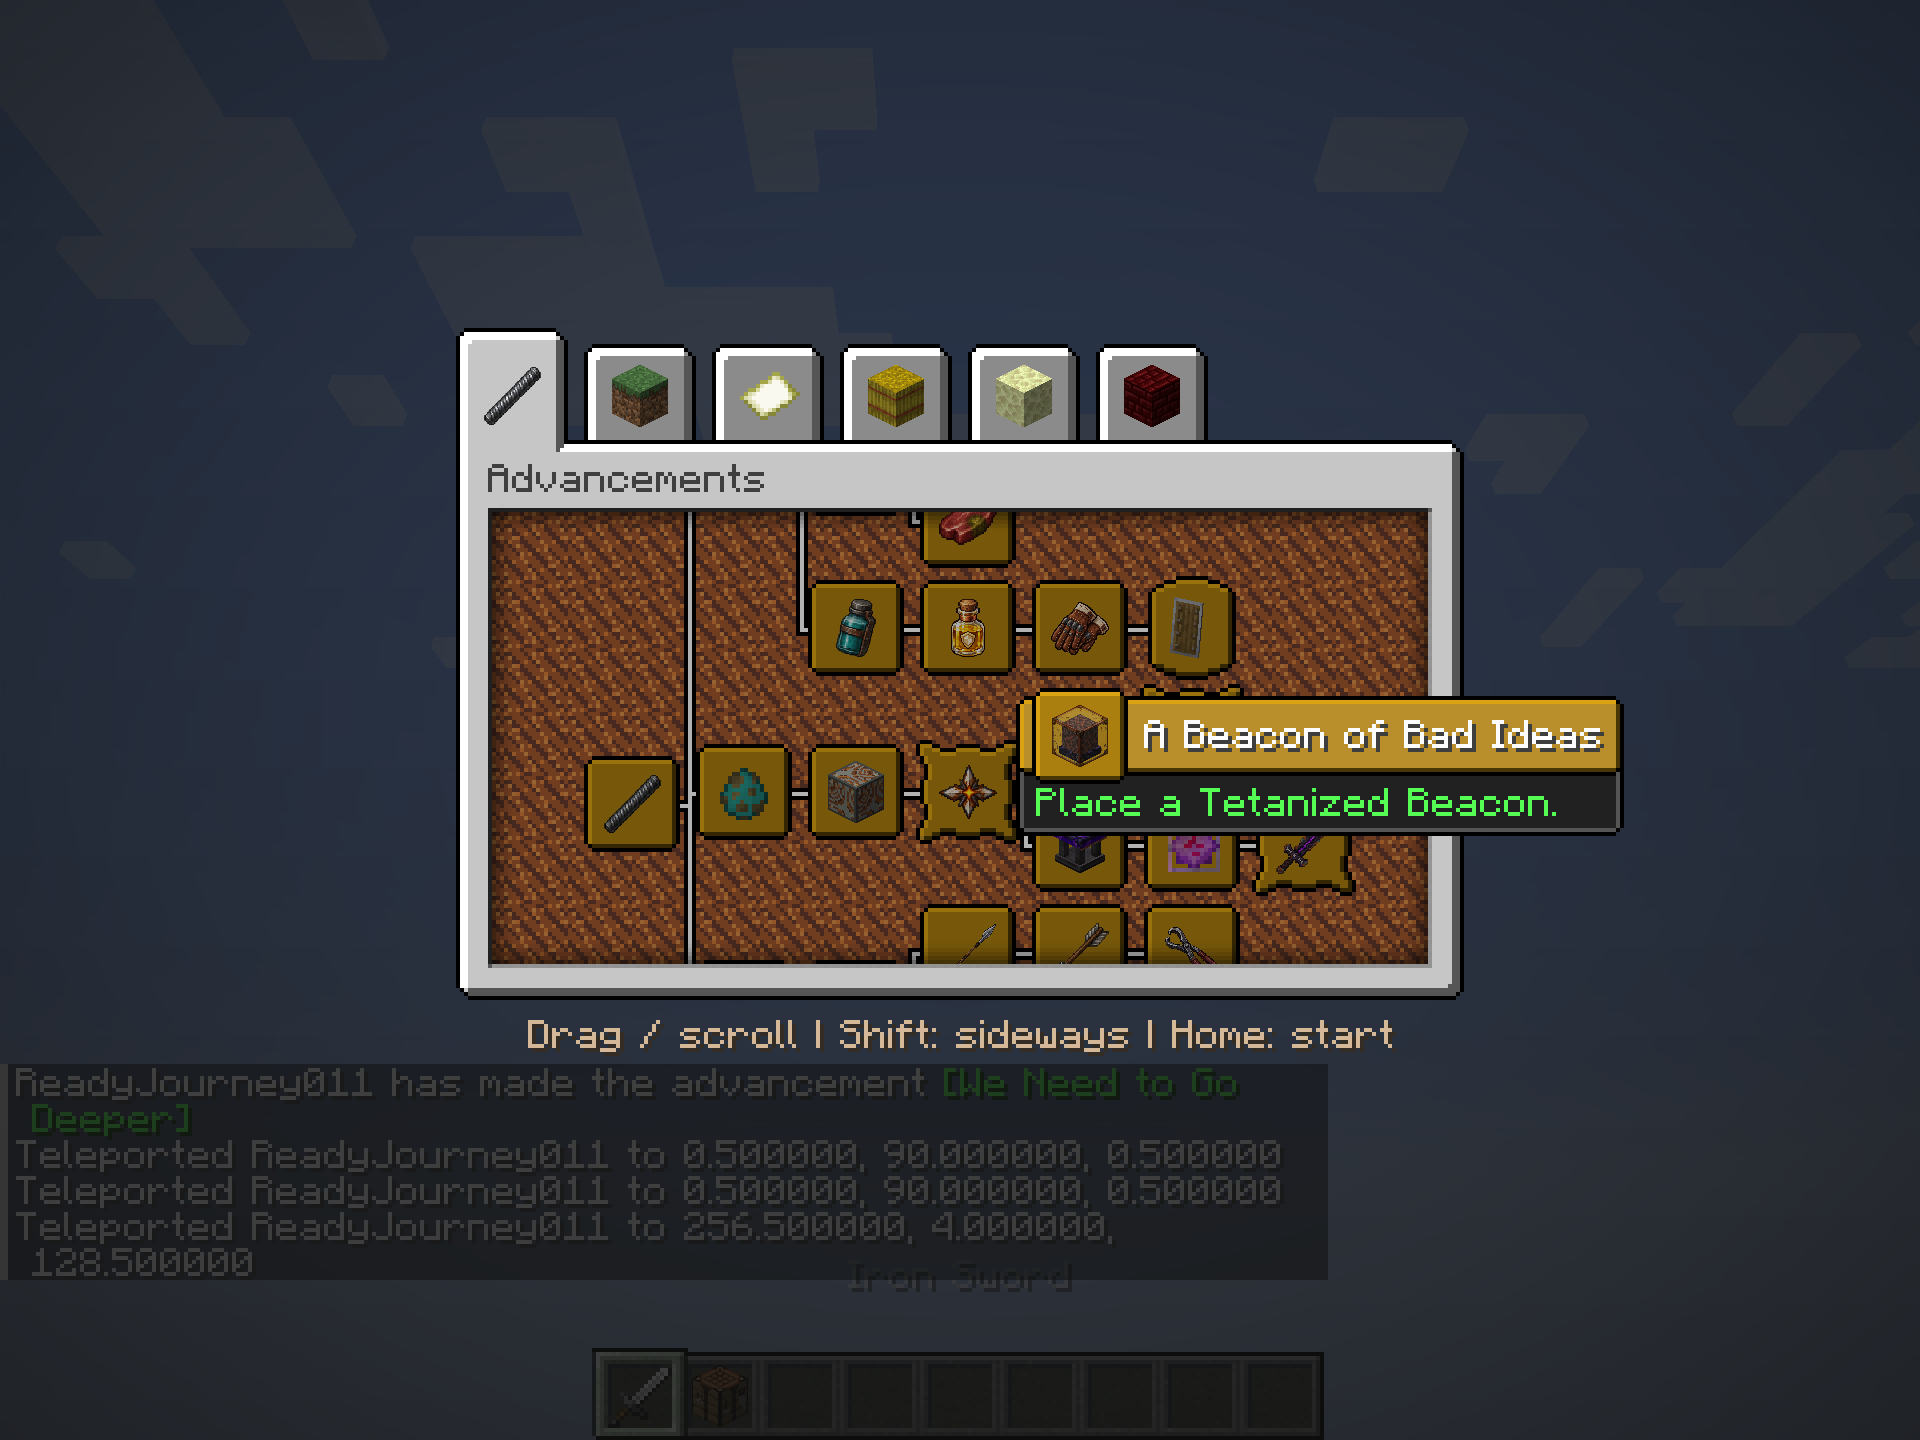 Advancements
A Beacon of Bad Ideas
Place a Tetanized Beacon.
Drag / scroll | Shift: sideways | Home: start
ReadyJourney011 has made the advancement [We Need to Go
Deeper]
Teleported ReadyJourney011 to 0.500000, 90.000000, 0.500000
Teleported ReadyJourney011 to 0.500000, 90.000000, 0.500000
Teleported ReadyJourney011 to 256.500000, 4.000000,
128.500000
Iron Sword